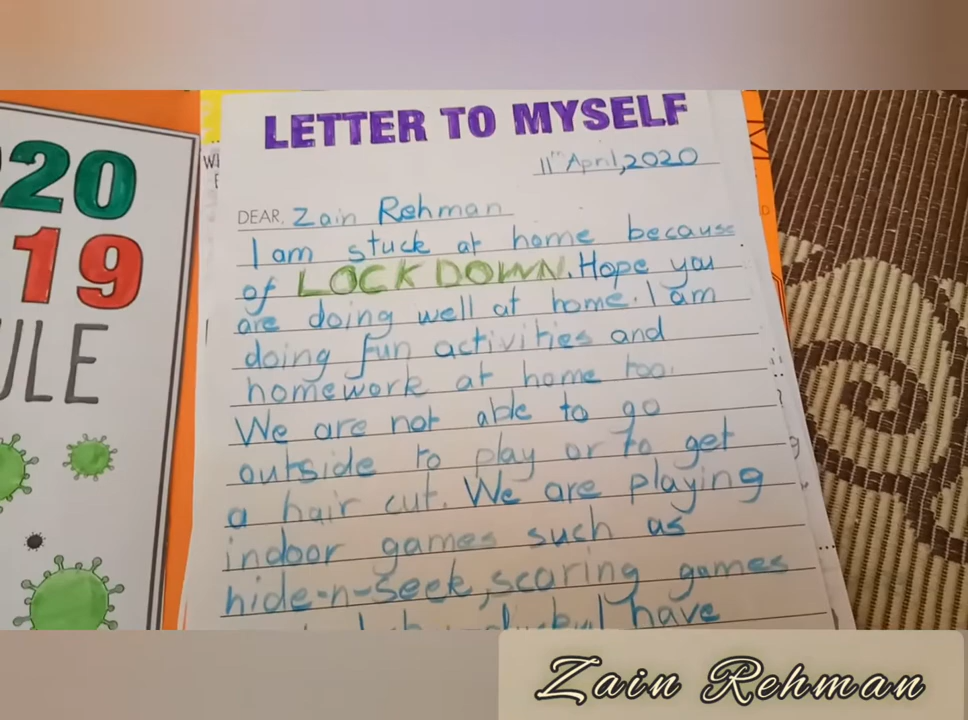 20
19
ULE
LETTER TO MYSELF
11th April, 2020
DEAR, Zain Rehman
I am stuck at home because
of LOCKDOWN. Hope you
are doing well at home. I am
doing fun activities and
homework at home too.
We are not able to go
outside to play or to get
a hair cut. We are playing
indoor games such as
hide-n-seek, scaring games
I have
Zain Rehman